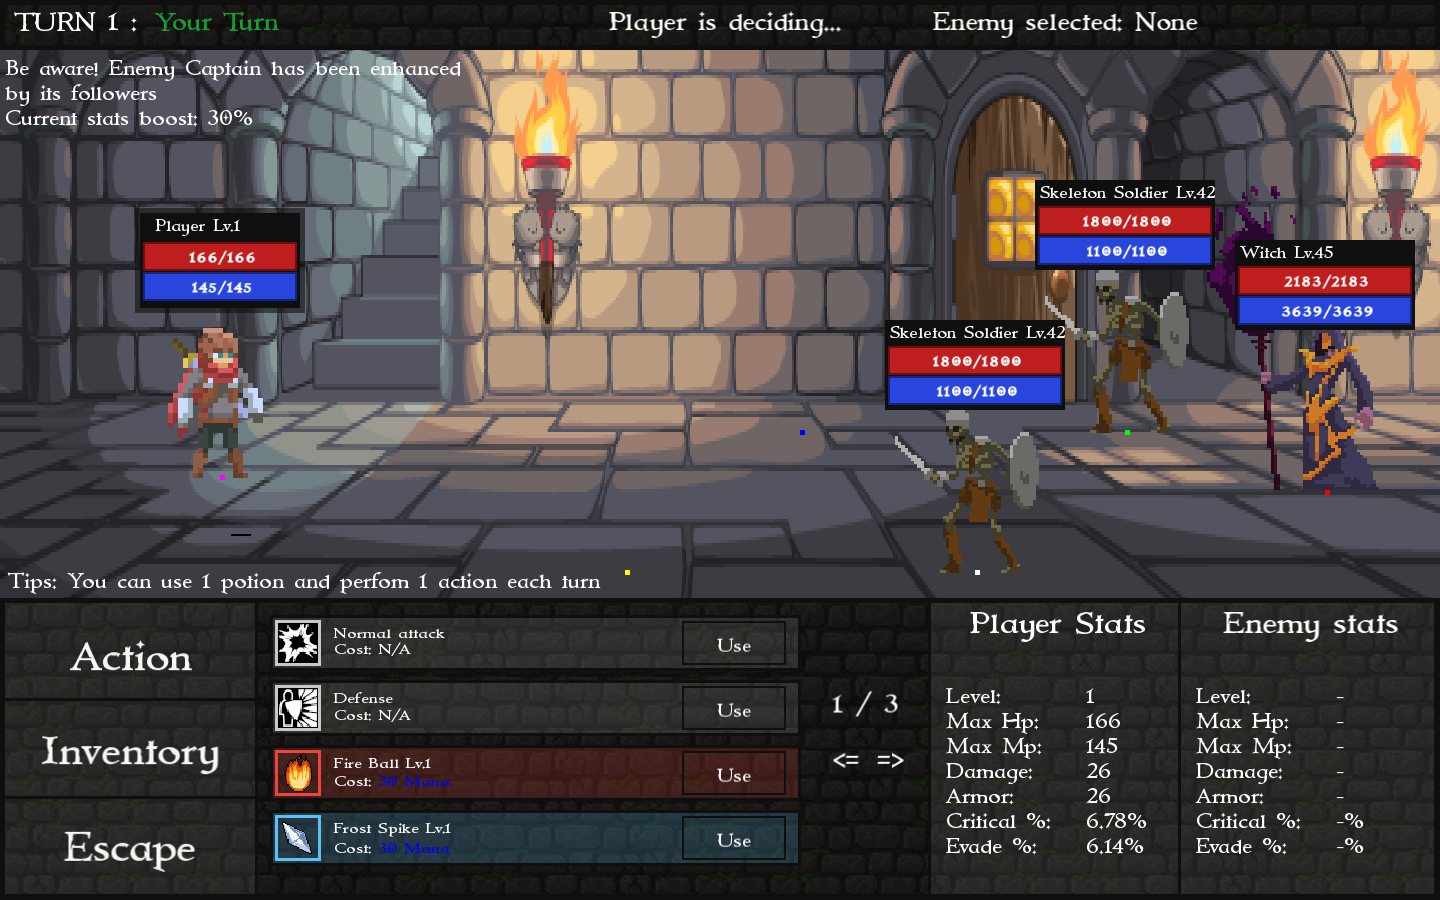 TURN 1 : Your Turn
Player is deciding...
Enemy selected: None
Be aware! Enemy Captain has been enhanced
by its followers
Current stats boost: 30%
Player Lv.1
166/166
145/145
Skeleton Soldier Lv.42
1800/1800
1100/1100
Witch Lv.45
2183/2183
3639/3639
Skeleton Soldier Lv.42
1800/1800
1100/1100
Tips: You can use 1 potion and perfom 1 action each turn
Action
Inventory
Escape
Normal attack
Cost: N/A
Use
Defense
Cost: N/A
Use
Fire Ball Lv.1
Cost: 30 Mana
Use
Frost Spike Lv.1
Cost: 30 Mana
Use
1 / 3
<= =>
Player Stats
Level: 1
Max Hp: 166
Max Mp: 145
Damage: 26
Armor: 26
Critical %: 6.78%
Evade %: 6.14%
Enemy stats
Level: -
Max Hp: -
Max Mp: -
Damage: -
Armor: -
Critical %: -%
Evade %: -%